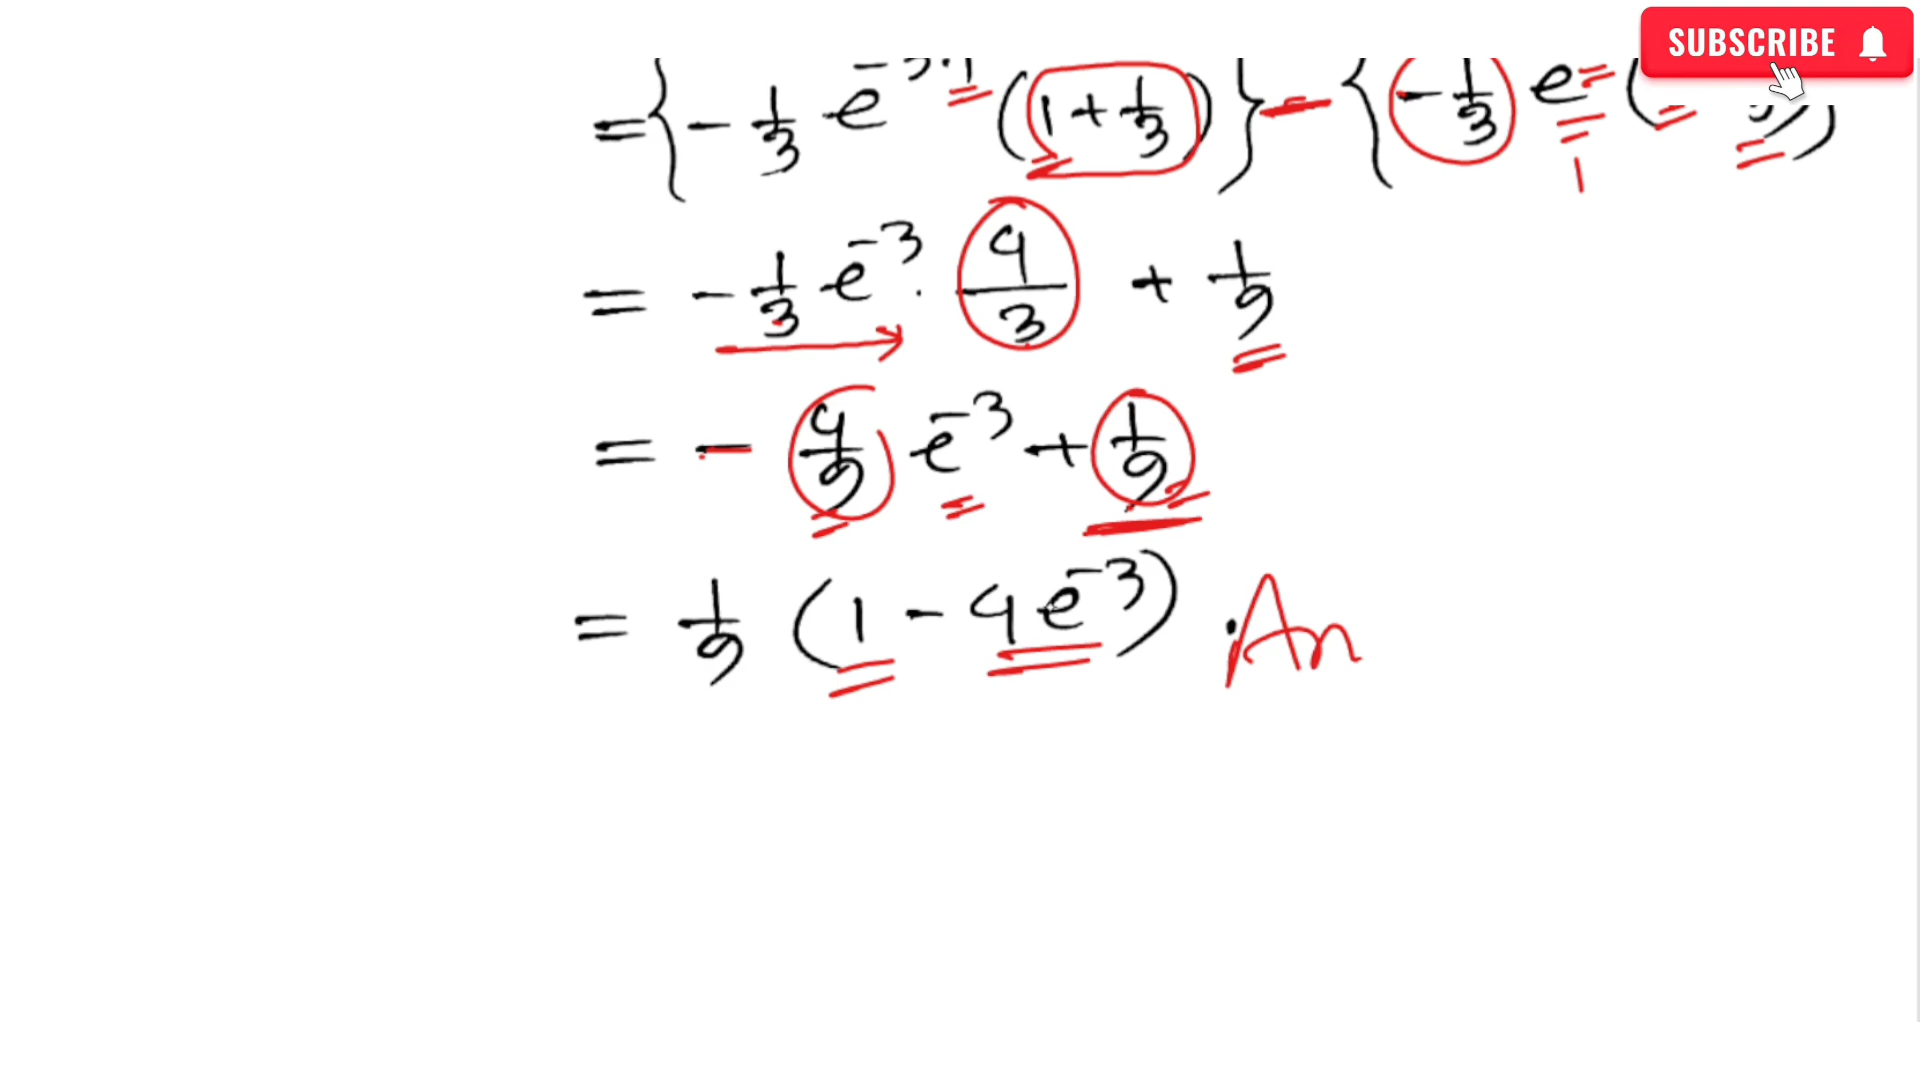 SUBSCRIBE
= { - 1/3 e^-3.1 (1 + 1/3) } - { - 1/3 e
1
= - 1/3 e^-3 . 4/3 + 1/9
= - 4/9 e^-3 + 1/9
= 1/9 (1 - 4e^-3) . An